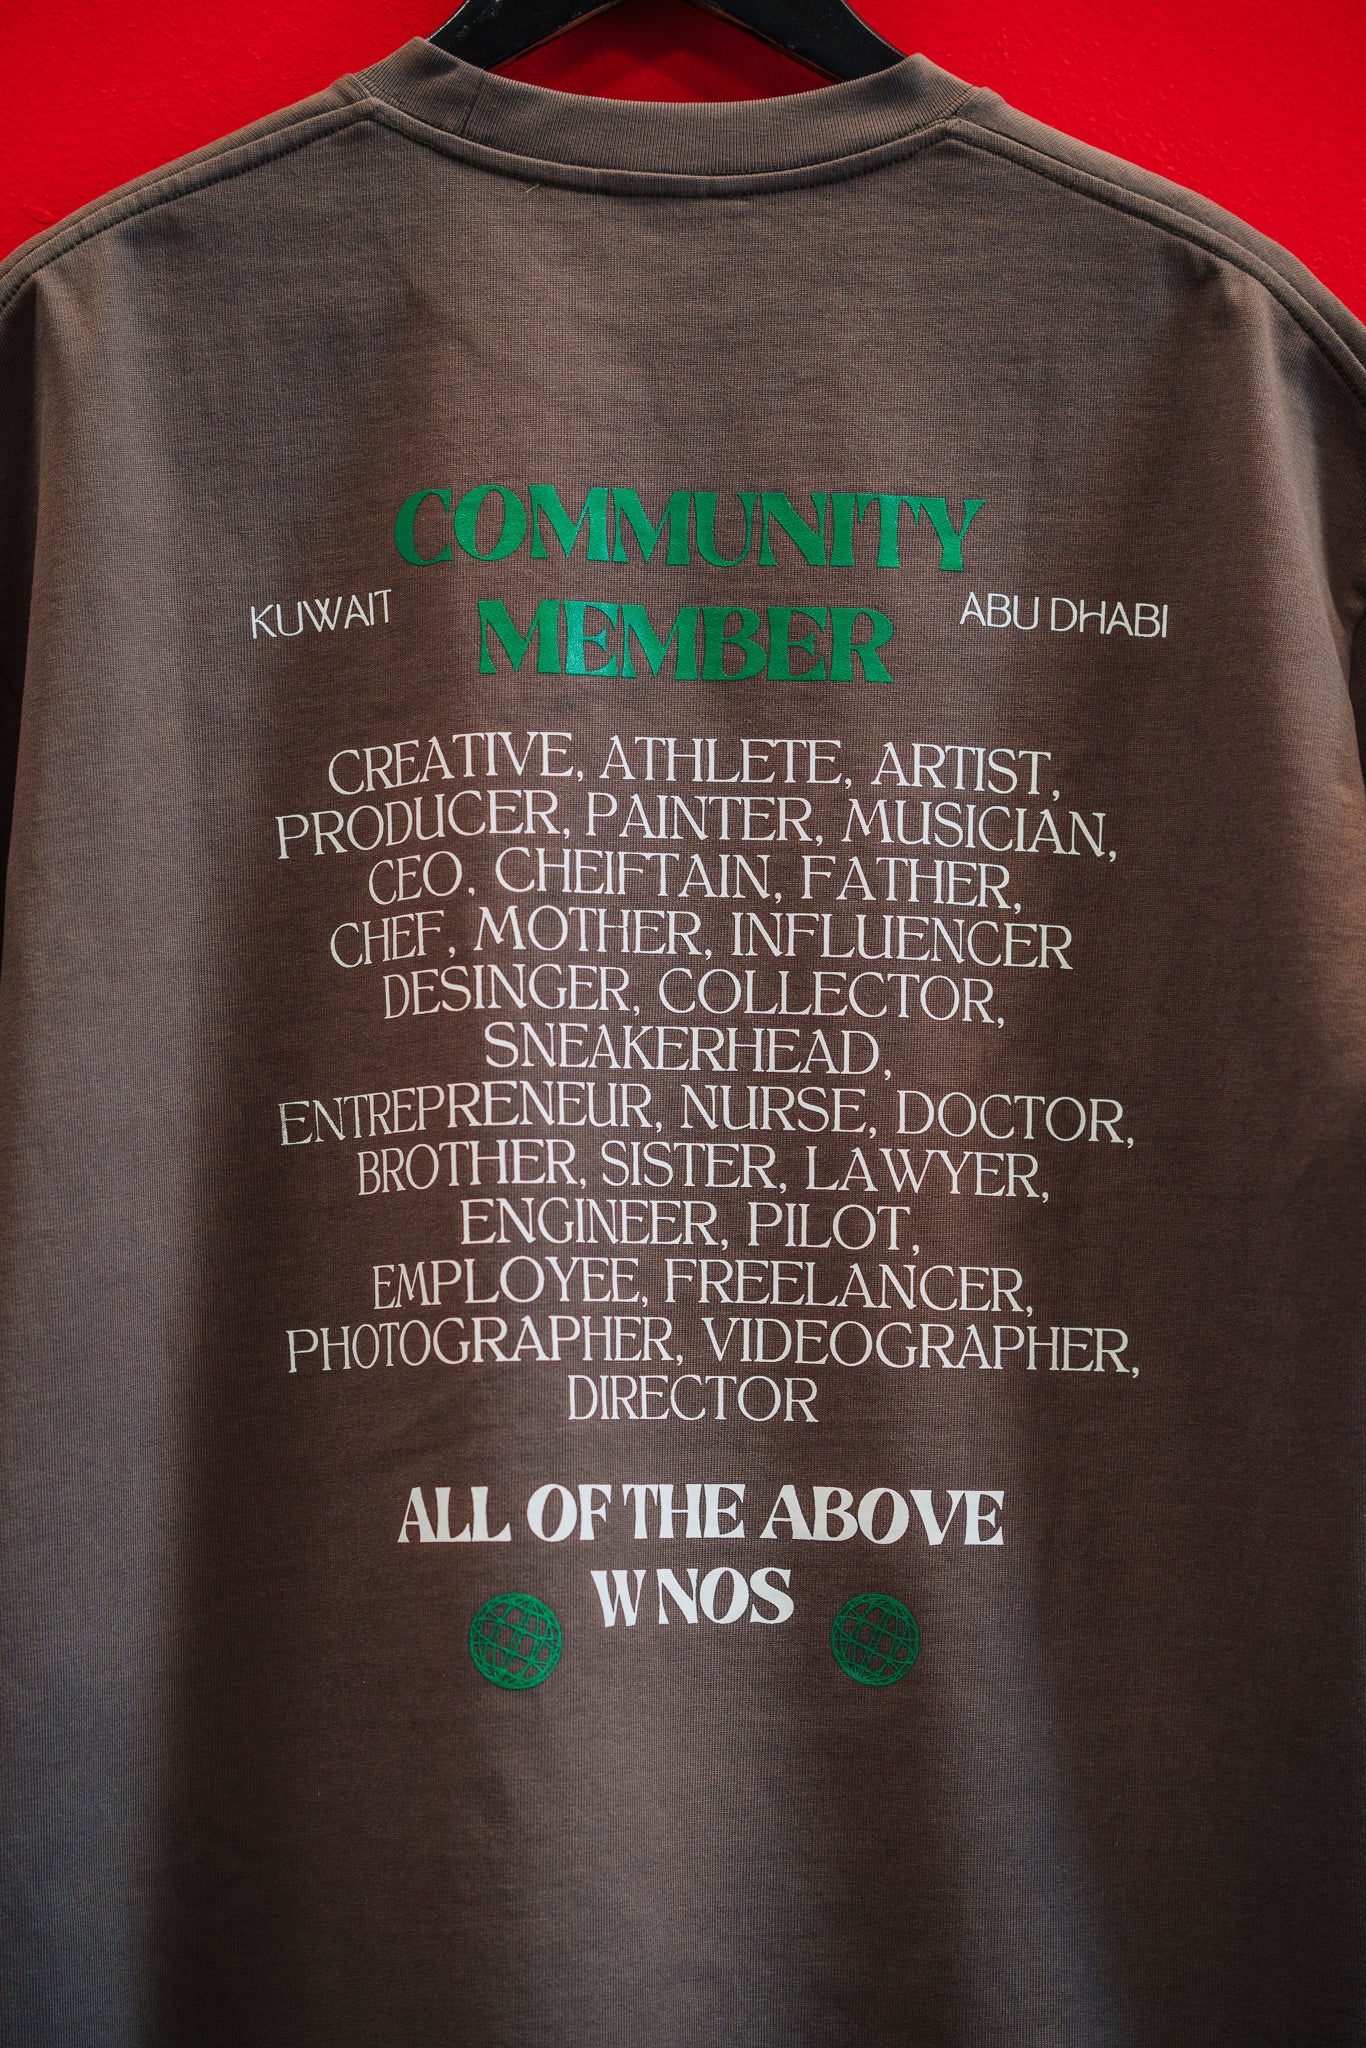 COMMUNITY
KUWAIT MEMBER ABU DHABI
CREATIVE, ATHLETE, ARTIST,
PRODUCER, PAINTER, MUSICIAN,
CEO, CHEIFTAIN, FATHER,
CHEF, MOTHER, INFLUENCER
DESINGER, COLLECTOR,
SNEAKERHEAD,
ENTREPRENEUR, NURSE, DOCTOR,
BROTHER, SISTER, LAWYER,
ENGINEER, PILOT,
EMPLOYEE, FREELANCER,
PHOTOGRAPHER, VIDEOGRAPHER,
DIRECTOR
ALL OF THE ABOVE
WNOS